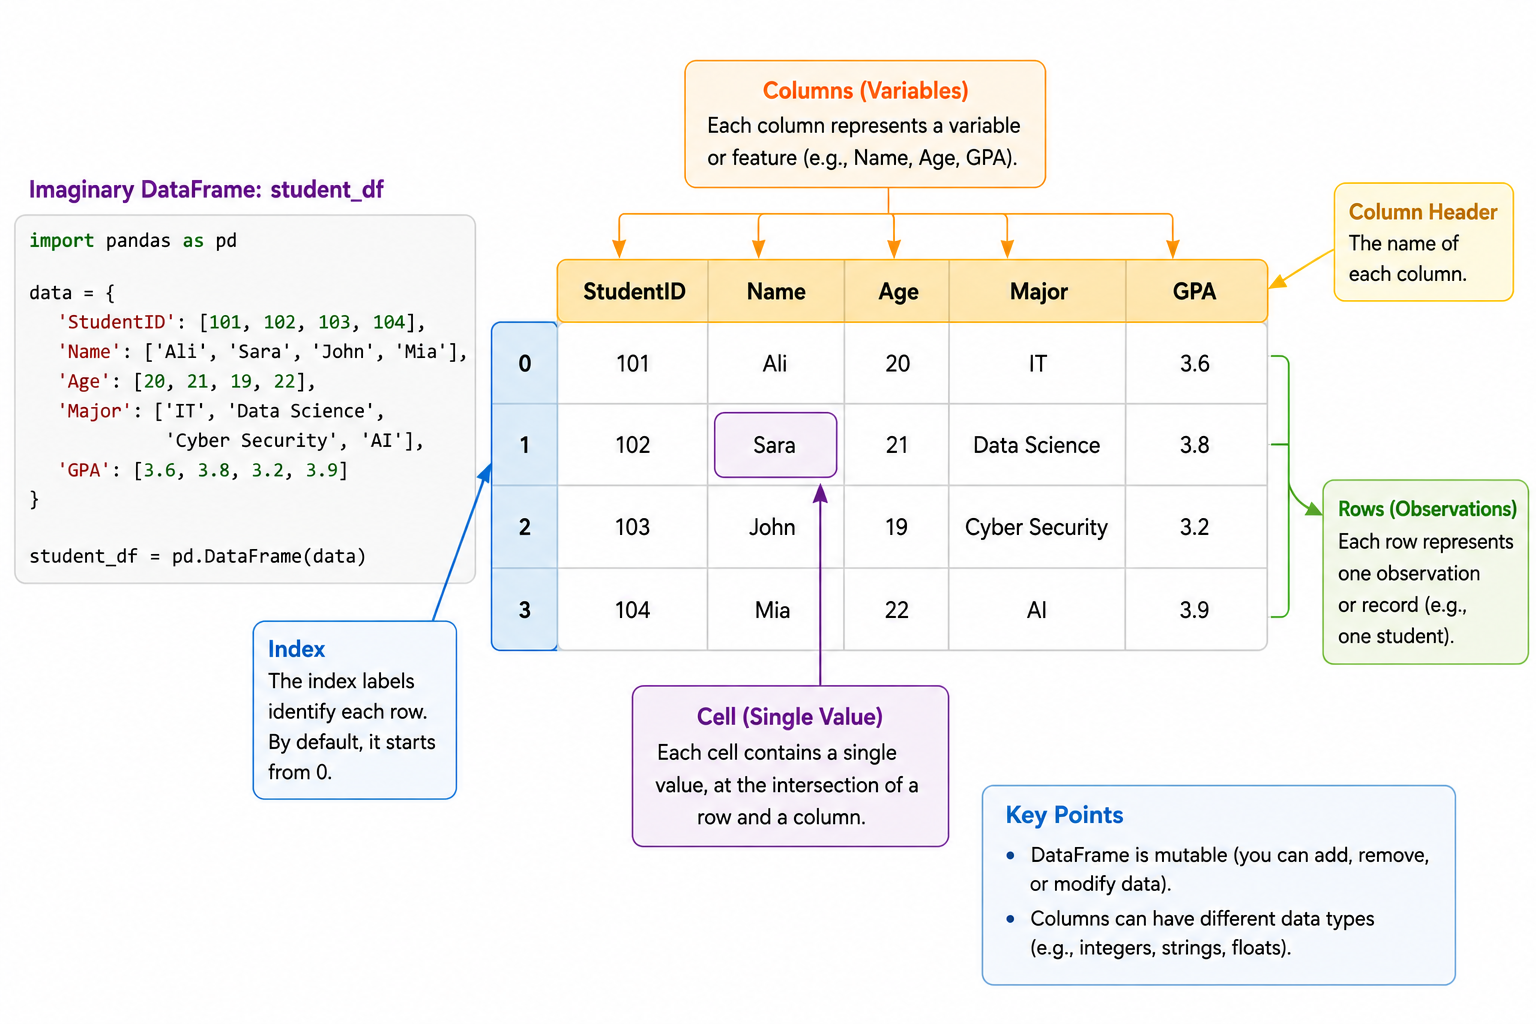 Columns (Variables)
Each column represents a variable
or feature (e.g., Name, Age, GPA).
Imaginary DataFrame: student_df
import pandas as pd
data = {
'StudentID': [101, 102, 103, 104],
'Name': ['Ali', 'Sara', 'John', 'Mia'],
'Age': [20, 21, 19, 22],
'Major': ['IT', 'Data Science',
'Cyber Security', 'AI'],
'GPA': [3.6, 3.8, 3.2, 3.9]
}
student_df = pd.DataFrame(data)
Column Header
The name of
each column.
StudentID Name Age Major GPA
0 101 Ali 20 IT 3.6
1 102 Sara 21 Data Science 3.8
2 103 John 19 Cyber Security 3.2
3 104 Mia 22 AI 3.9
Rows (Observations)
Each row represents
one observation
or record (e.g.,
one student).
Index
The index labels
identify each row.
By default, it starts
from 0.
Cell (Single Value)
Each cell contains a single
value, at the intersection of a
row and a column.
Key Points
• DataFrame is mutable (you can add, remove,
or modify data).
• Columns can have different data types
(e.g., integers, strings, floats).